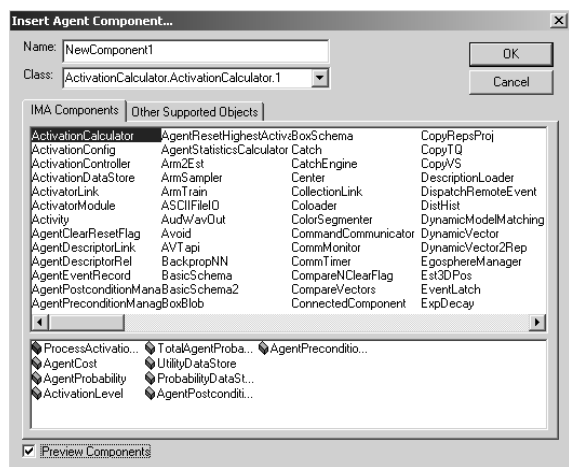 Insert Agent Component...
Name: NewComponent1 OK
Class: ActivationCalculator.ActivationCalculator.1 Cancel
IMA Components Other Supported Objects
ActivationCalculator AgentResetHighestActiva BoxSchema CopyRepsProj
ActivationConfig AgentStatisticsCalculator Catch CopyTQ
ActivationController Arm2Est CatchEngine CopyVS
ActivationDataStore ArmSampler Center DescriptionLoader
ActivatorLink ArmTrain CollectionLink DispatchRemoteEvent
ActivatorModule ASCIIFileIO Coloader DistHist
Activity AudWavOut ColorSegmenter DynamicModelMatching
AgentClearResetFlag Avoid CommandCommunicator DynamicVector
AgentDescriptorLink AVTapi CommMonitor DynamicVector2Rep
AgentDescriptorRel BackpropNN CommTimer EgosphereManager
AgentEventRecord BasicSchema CompareNClearFlag Est3DPos
AgentPostconditionMana BasicSchema2 CompareVectors EventLatch
AgentPreconditionManag BoxBlob ConnectedComponent ExpDecay
ProcessActivatio... TotalAgentProba... AgentPreconditio...
AgentCost UtilityDataStore
AgentProbability ProbabilityDataSt...
ActivationLevel AgentPostconditi...
Preview Components